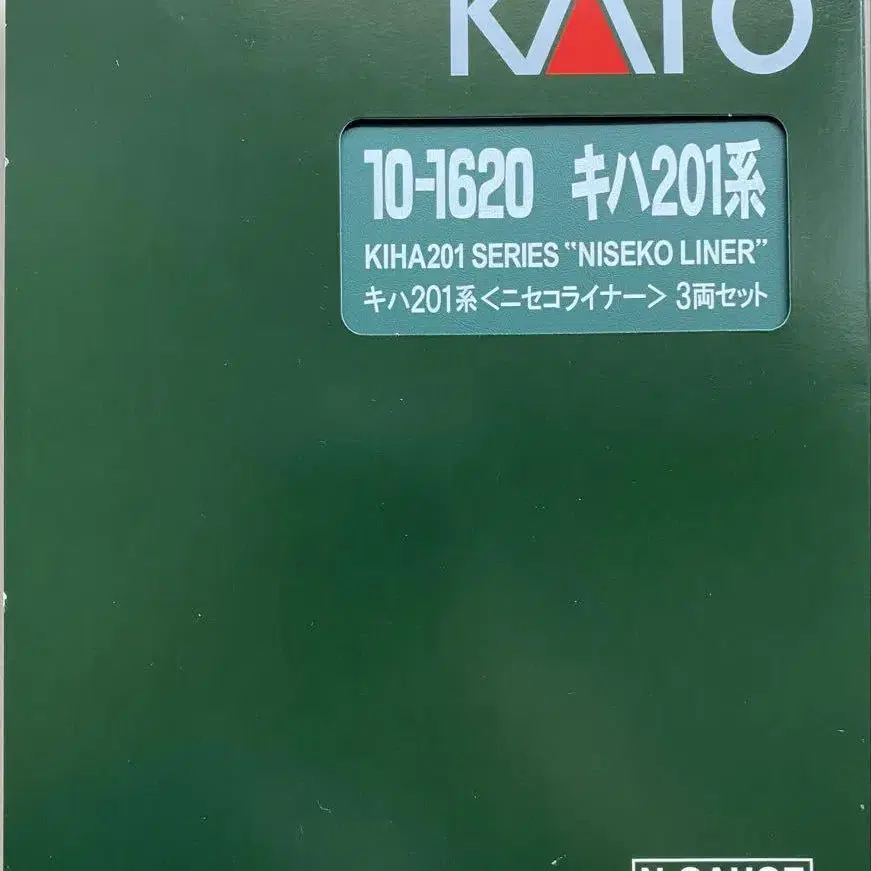 KATO
10-1620 キハ201系
KIHA201 SERIES “NISEKO LINER”
キハ201系<ニセコライナー> 3両セット
N GAUGE